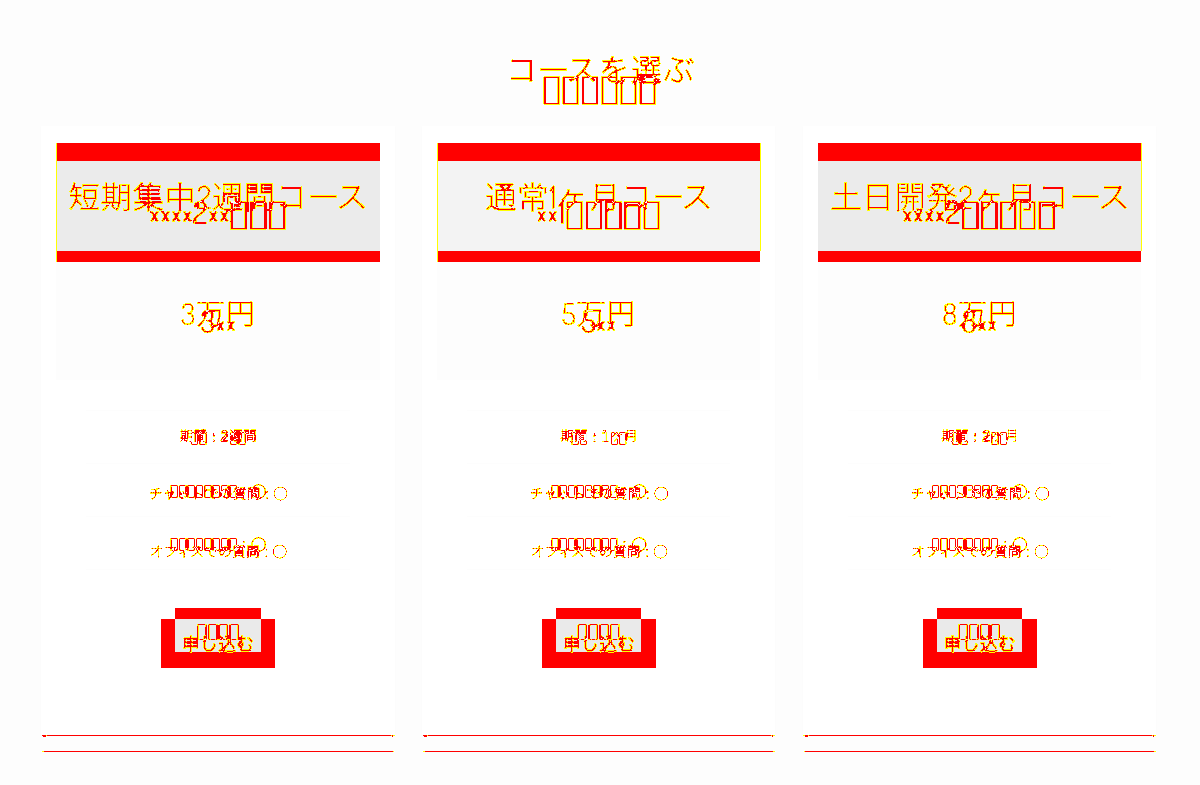 コースを選ぶ
短期集中2週間コース
xxxx2xx
通常1ヶ月コース
xx1
土日開発2ヶ月コース
xxxx2
3万円
5万円
8万円
期間：2週間
期間：1ヶ月
期間：2ヶ月
チャットでの質問：○
チャットでの質問：○
チャットでの質問：○
オフィスでの質問：○
オフィスでの質問：○
オフィスでの質問：○
申し込む
申し込む
申し込む